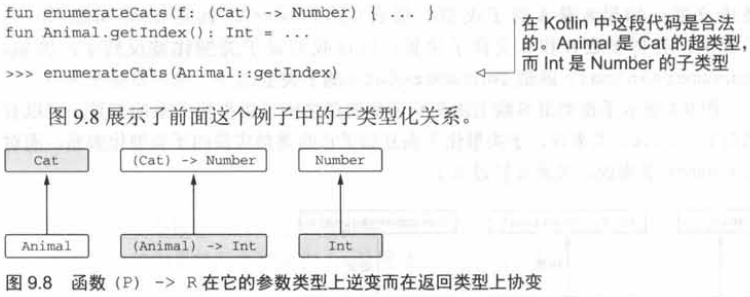 fun enumerateCats(f: (Cat) -> Number) { ... }
fun Animal.getIndex(): Int = ...
>>> enumerateCats(Animal::getIndex)
在 Kotlin 中这段代码是合法
的。Animal 是 Cat 的超类型，
而 Int 是 Number 的子类型
图 9.8 展示了前面这个例子中的子类型化关系。
Cat
(Cat) -> Number
Number
Animal
(Animal) -> Int
Int
图 9.8 函数 (P) -> R 在它的参数类型上逆变而在返回类型上协变